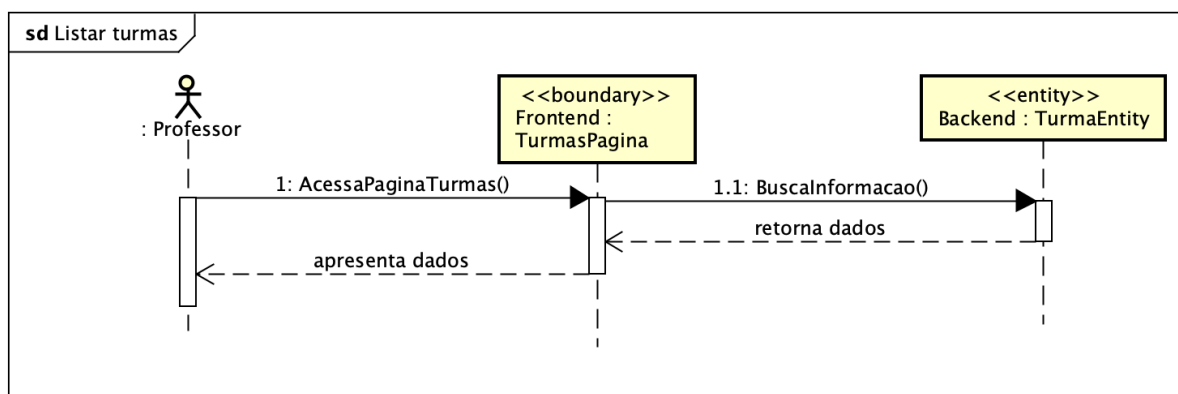 sd Listar turmas
: Professor
<<boundary>>
Frontend :
TurmasPagina
<<entity>>
Backend : TurmaEntity
1: AcessaPaginaTurmas()
1.1: BuscaInformacao()
retorna dados
apresenta dados